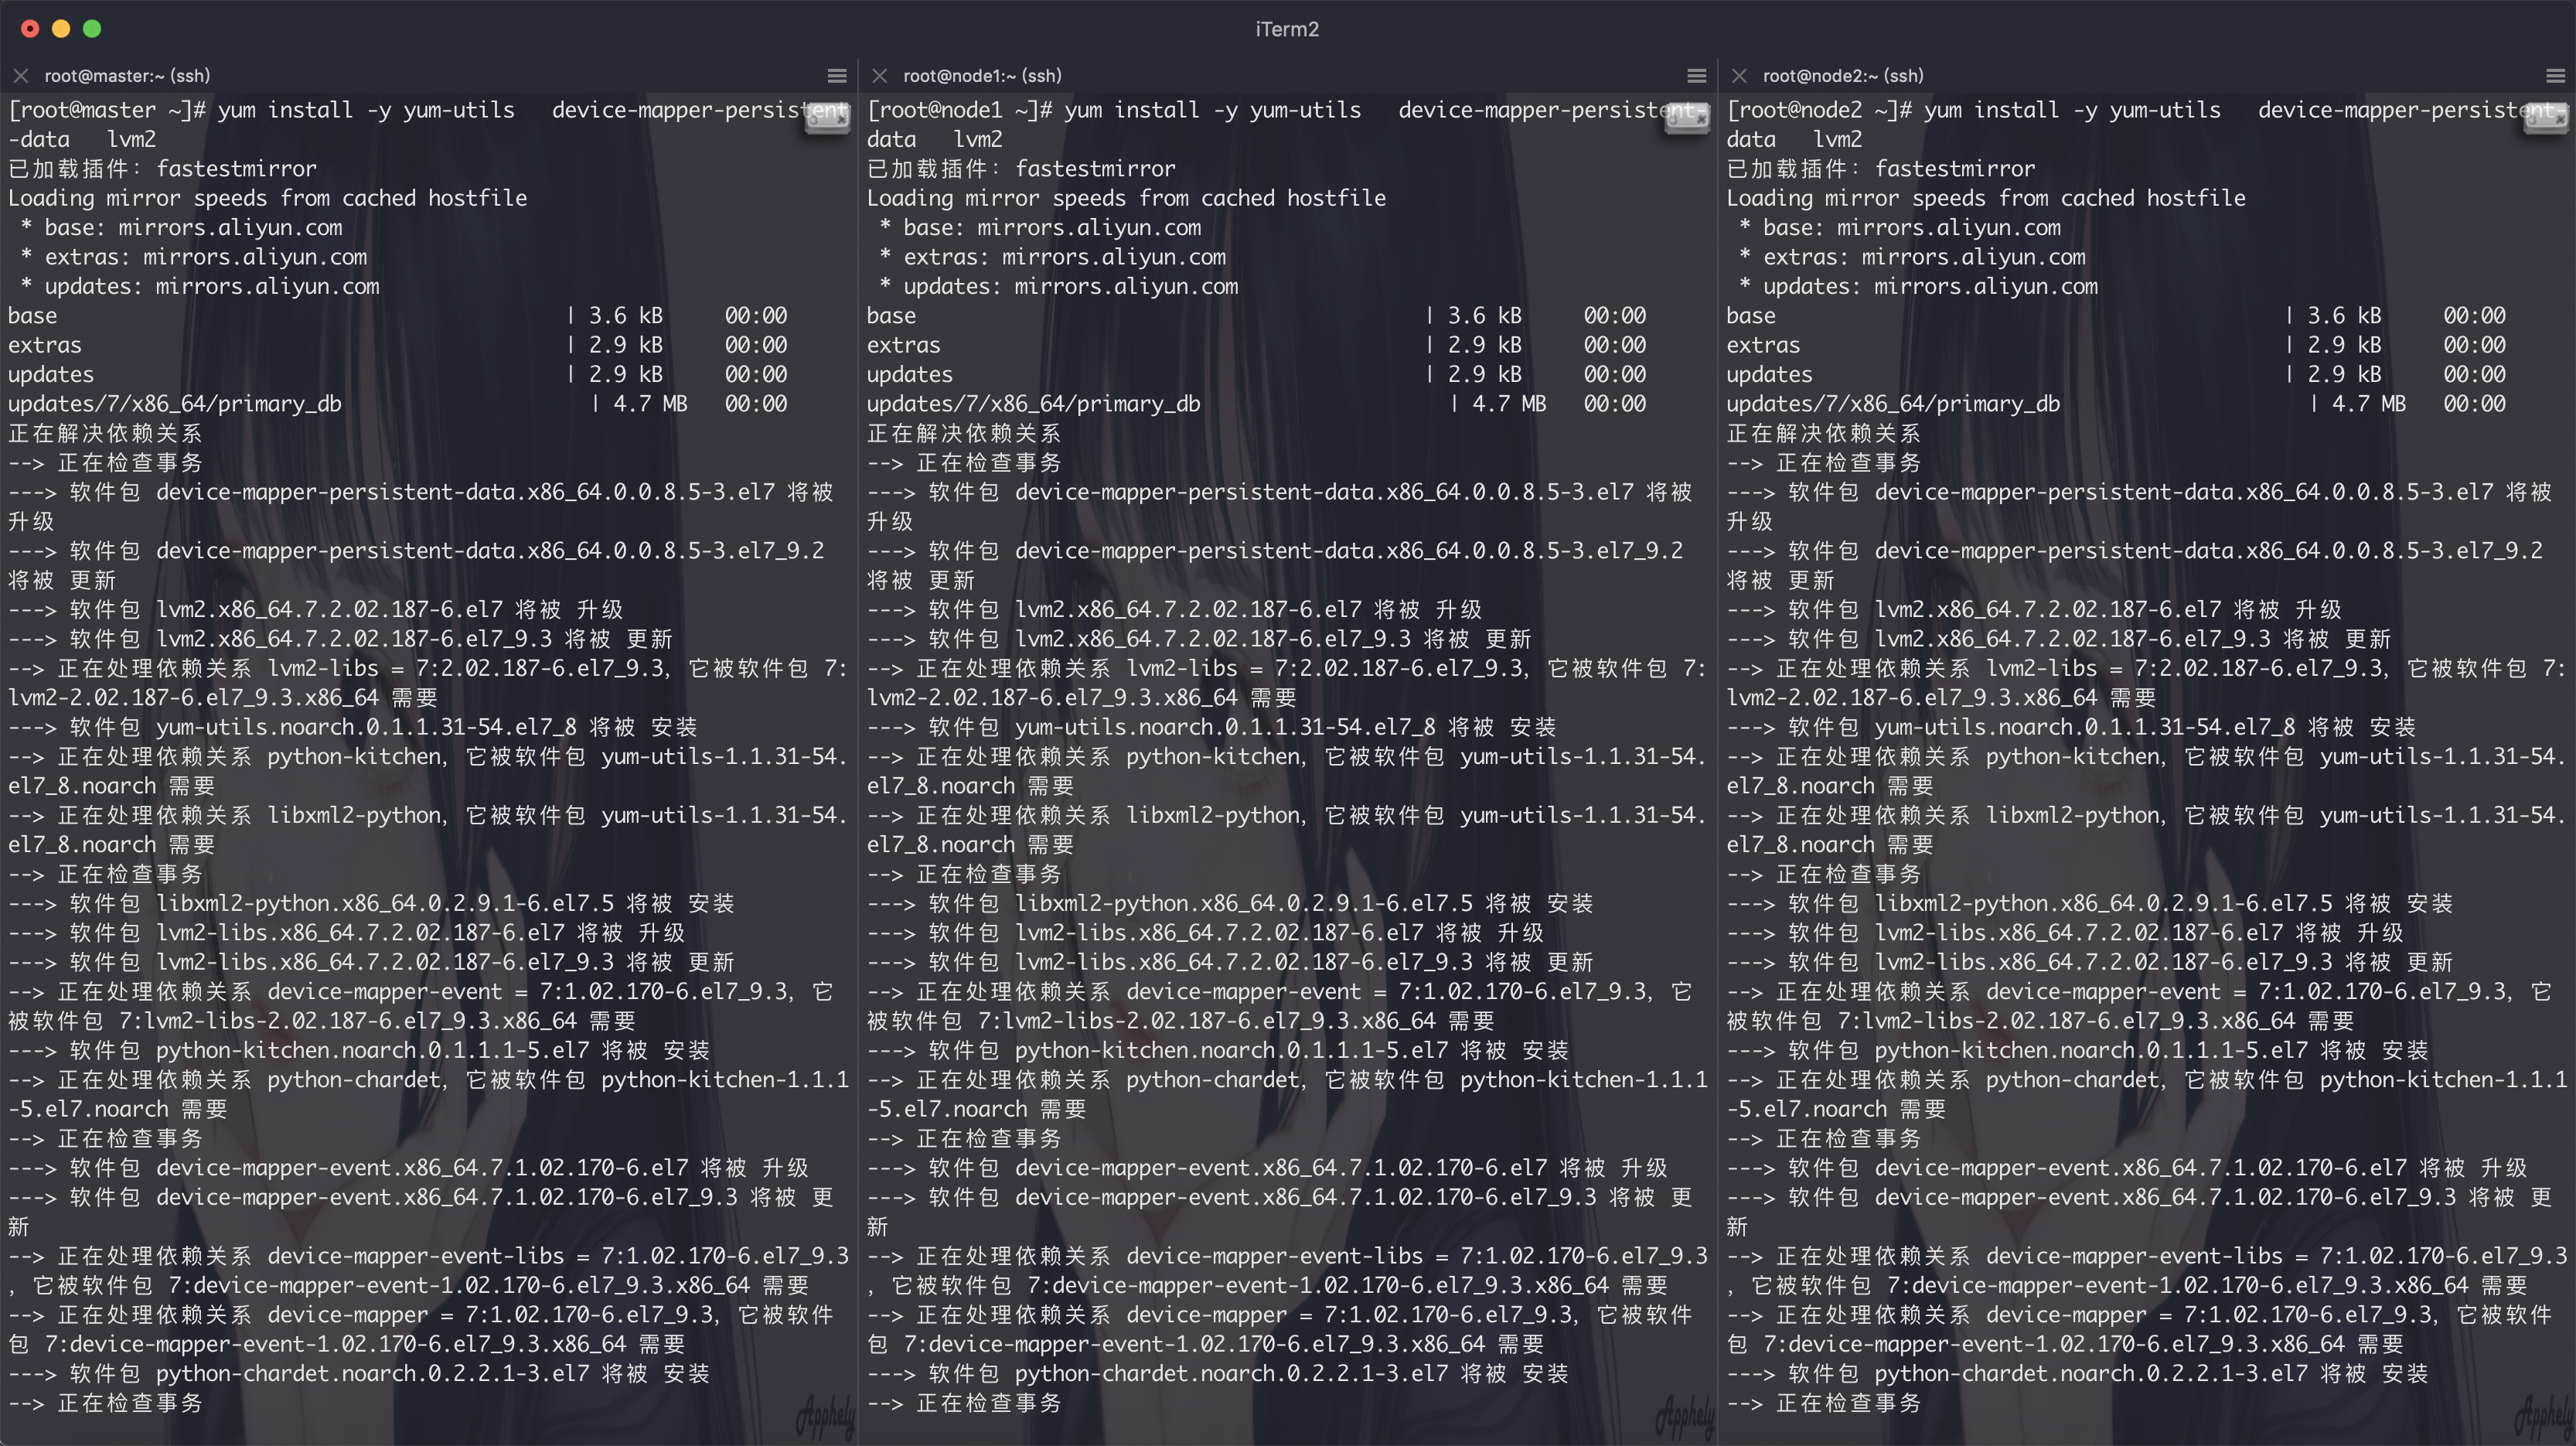 iTerm2
root@master:~ (ssh)
[root@master ~]# yum install -y yum-utils   device-mapper-persistent
-data   lvm2
已加载插件：fastestmirror
Loading mirror speeds from cached hostfile
 * base: mirrors.aliyun.com
 * extras: mirrors.aliyun.com
 * updates: mirrors.aliyun.com
base | 3.6 kB 00:00
extras | 2.9 kB 00:00
updates | 2.9 kB 00:00
updates/7/x86_64/primary_db | 4.7 MB 00:00
正在解决依赖关系
--> 正在检查事务
---> 软件包 device-mapper-persistent-data.x86_64.0.0.8.5-3.el7 将被
升级
---> 软件包 device-mapper-persistent-data.x86_64.0.0.8.5-3.el7_9.2
将被 更新
---> 软件包 lvm2.x86_64.7.2.02.187-6.el7 将被 升级
---> 软件包 lvm2.x86_64.7.2.02.187-6.el7_9.3 将被 更新
--> 正在处理依赖关系 lvm2-libs = 7:2.02.187-6.el7_9.3，它被软件包 7:
lvm2-2.02.187-6.el7_9.3.x86_64 需要
---> 软件包 yum-utils.noarch.0.1.1.31-54.el7_8 将被 安装
--> 正在处理依赖关系 python-kitchen，它被软件包 yum-utils-1.1.31-54.
el7_8.noarch 需要
--> 正在处理依赖关系 libxml2-python，它被软件包 yum-utils-1.1.31-54.
el7_8.noarch 需要
--> 正在检查事务
---> 软件包 libxml2-python.x86_64.0.2.9.1-6.el7.5 将被 安装
---> 软件包 lvm2-libs.x86_64.7.2.02.187-6.el7 将被 升级
---> 软件包 lvm2-libs.x86_64.7.2.02.187-6.el7_9.3 将被 更新
--> 正在处理依赖关系 device-mapper-event = 7:1.02.170-6.el7_9.3，它
被软件包 7:lvm2-libs-2.02.187-6.el7_9.3.x86_64 需要
---> 软件包 python-kitchen.noarch.0.1.1.1-5.el7 将被 安装
--> 正在处理依赖关系 python-chardet，它被软件包 python-kitchen-1.1.1
-5.el7.noarch 需要
--> 正在检查事务
---> 软件包 device-mapper-event.x86_64.7.1.02.170-6.el7 将被 升级
---> 软件包 device-mapper-event.x86_64.7.1.02.170-6.el7_9.3 将被 更
新
--> 正在处理依赖关系 device-mapper-event-libs = 7:1.02.170-6.el7_9.3
，它被软件包 7:device-mapper-event-1.02.170-6.el7_9.3.x86_64 需要
--> 正在处理依赖关系 device-mapper = 7:1.02.170-6.el7_9.3，它被软件
包 7:device-mapper-event-1.02.170-6.el7_9.3.x86_64 需要
---> 软件包 python-chardet.noarch.0.2.2.1-3.el7 将被 安装
--> 正在检查事务
Apphely
root@node1:~ (ssh)
[root@node1 ~]# yum install -y yum-utils   device-mapper-persistent-
data   lvm2
已加载插件：fastestmirror
Loading mirror speeds from cached hostfile
 * base: mirrors.aliyun.com
 * extras: mirrors.aliyun.com
 * updates: mirrors.aliyun.com
base | 3.6 kB 00:00
extras | 2.9 kB 00:00
updates | 2.9 kB 00:00
updates/7/x86_64/primary_db | 4.7 MB 00:00
正在解决依赖关系
--> 正在检查事务
---> 软件包 device-mapper-persistent-data.x86_64.0.0.8.5-3.el7 将被
升级
---> 软件包 device-mapper-persistent-data.x86_64.0.0.8.5-3.el7_9.2
将被 更新
---> 软件包 lvm2.x86_64.7.2.02.187-6.el7 将被 升级
---> 软件包 lvm2.x86_64.7.2.02.187-6.el7_9.3 将被 更新
--> 正在处理依赖关系 lvm2-libs = 7:2.02.187-6.el7_9.3，它被软件包 7:
lvm2-2.02.187-6.el7_9.3.x86_64 需要
---> 软件包 yum-utils.noarch.0.1.1.31-54.el7_8 将被 安装
--> 正在处理依赖关系 python-kitchen，它被软件包 yum-utils-1.1.31-54.
el7_8.noarch 需要
--> 正在处理依赖关系 libxml2-python，它被软件包 yum-utils-1.1.31-54.
el7_8.noarch 需要
--> 正在检查事务
---> 软件包 libxml2-python.x86_64.0.2.9.1-6.el7.5 将被 安装
---> 软件包 lvm2-libs.x86_64.7.2.02.187-6.el7 将被 升级
---> 软件包 lvm2-libs.x86_64.7.2.02.187-6.el7_9.3 将被 更新
--> 正在处理依赖关系 device-mapper-event = 7:1.02.170-6.el7_9.3，它
被软件包 7:lvm2-libs-2.02.187-6.el7_9.3.x86_64 需要
---> 软件包 python-kitchen.noarch.0.1.1.1-5.el7 将被 安装
--> 正在处理依赖关系 python-chardet，它被软件包 python-kitchen-1.1.1
-5.el7.noarch 需要
--> 正在检查事务
---> 软件包 device-mapper-event.x86_64.7.1.02.170-6.el7 将被 升级
---> 软件包 device-mapper-event.x86_64.7.1.02.170-6.el7_9.3 将被 更
新
--> 正在处理依赖关系 device-mapper-event-libs = 7:1.02.170-6.el7_9.3
，它被软件包 7:device-mapper-event-1.02.170-6.el7_9.3.x86_64 需要
--> 正在处理依赖关系 device-mapper = 7:1.02.170-6.el7_9.3，它被软件
包 7:device-mapper-event-1.02.170-6.el7_9.3.x86_64 需要
---> 软件包 python-chardet.noarch.0.2.2.1-3.el7 将被 安装
--> 正在检查事务
Apphely
root@node2:~ (ssh)
[root@node2 ~]# yum install -y yum-utils   device-mapper-persistent-
data   lvm2
已加载插件：fastestmirror
Loading mirror speeds from cached hostfile
 * base: mirrors.aliyun.com
 * extras: mirrors.aliyun.com
 * updates: mirrors.aliyun.com
base | 3.6 kB 00:00
extras | 2.9 kB 00:00
updates | 2.9 kB 00:00
updates/7/x86_64/primary_db | 4.7 MB 00:00
正在解决依赖关系
--> 正在检查事务
---> 软件包 device-mapper-persistent-data.x86_64.0.0.8.5-3.el7 将被
升级
---> 软件包 device-mapper-persistent-data.x86_64.0.0.8.5-3.el7_9.2
将被 更新
---> 软件包 lvm2.x86_64.7.2.02.187-6.el7 将被 升级
---> 软件包 lvm2.x86_64.7.2.02.187-6.el7_9.3 将被 更新
--> 正在处理依赖关系 lvm2-libs = 7:2.02.187-6.el7_9.3，它被软件包 7:
lvm2-2.02.187-6.el7_9.3.x86_64 需要
---> 软件包 yum-utils.noarch.0.1.1.31-54.el7_8 将被 安装
--> 正在处理依赖关系 python-kitchen，它被软件包 yum-utils-1.1.31-54.
el7_8.noarch 需要
--> 正在处理依赖关系 libxml2-python，它被软件包 yum-utils-1.1.31-54.
el7_8.noarch 需要
--> 正在检查事务
---> 软件包 libxml2-python.x86_64.0.2.9.1-6.el7.5 将被 安装
---> 软件包 lvm2-libs.x86_64.7.2.02.187-6.el7 将被 升级
---> 软件包 lvm2-libs.x86_64.7.2.02.187-6.el7_9.3 将被 更新
--> 正在处理依赖关系 device-mapper-event = 7:1.02.170-6.el7_9.3，它
被软件包 7:lvm2-libs-2.02.187-6.el7_9.3.x86_64 需要
---> 软件包 python-kitchen.noarch.0.1.1.1-5.el7 将被 安装
--> 正在处理依赖关系 python-chardet，它被软件包 python-kitchen-1.1.1
-5.el7.noarch 需要
--> 正在检查事务
---> 软件包 device-mapper-event.x86_64.7.1.02.170-6.el7 将被 升级
---> 软件包 device-mapper-event.x86_64.7.1.02.170-6.el7_9.3 将被 更
新
--> 正在处理依赖关系 device-mapper-event-libs = 7:1.02.170-6.el7_9.3
，它被软件包 7:device-mapper-event-1.02.170-6.el7_9.3.x86_64 需要
--> 正在处理依赖关系 device-mapper = 7:1.02.170-6.el7_9.3，它被软件
包 7:device-mapper-event-1.02.170-6.el7_9.3.x86_64 需要
---> 软件包 python-chardet.noarch.0.2.2.1-3.el7 将被 安装
--> 正在检查事务
Apphely